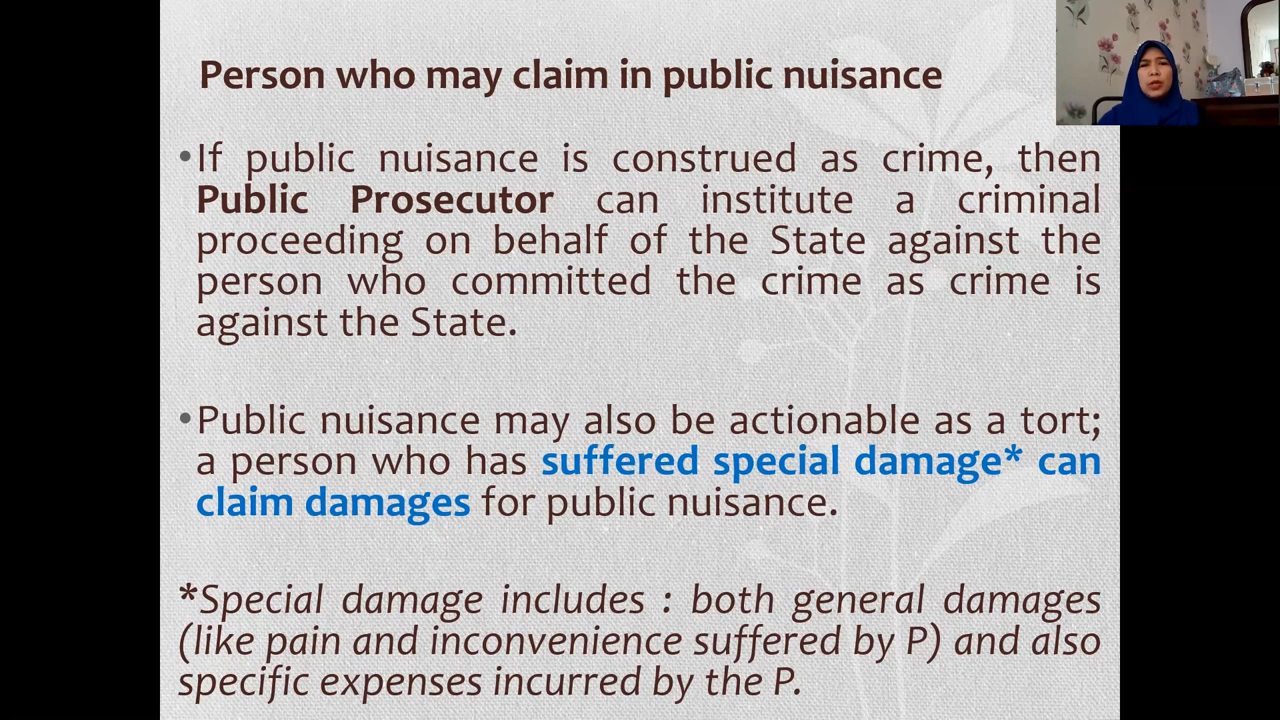 Person who may claim in public nuisance
•If public nuisance is construed as crime, then
Public Prosecutor can institute a criminal
proceeding on behalf of the State against the
person who committed the crime as crime is
against the State.
•Public nuisance may also be actionable as a tort;
a person who has suffered special damage* can
claim damages for public nuisance.
*Special damage includes : both general damages
(like pain and inconvenience suffered by P) and also
specific expenses incurred by the P.